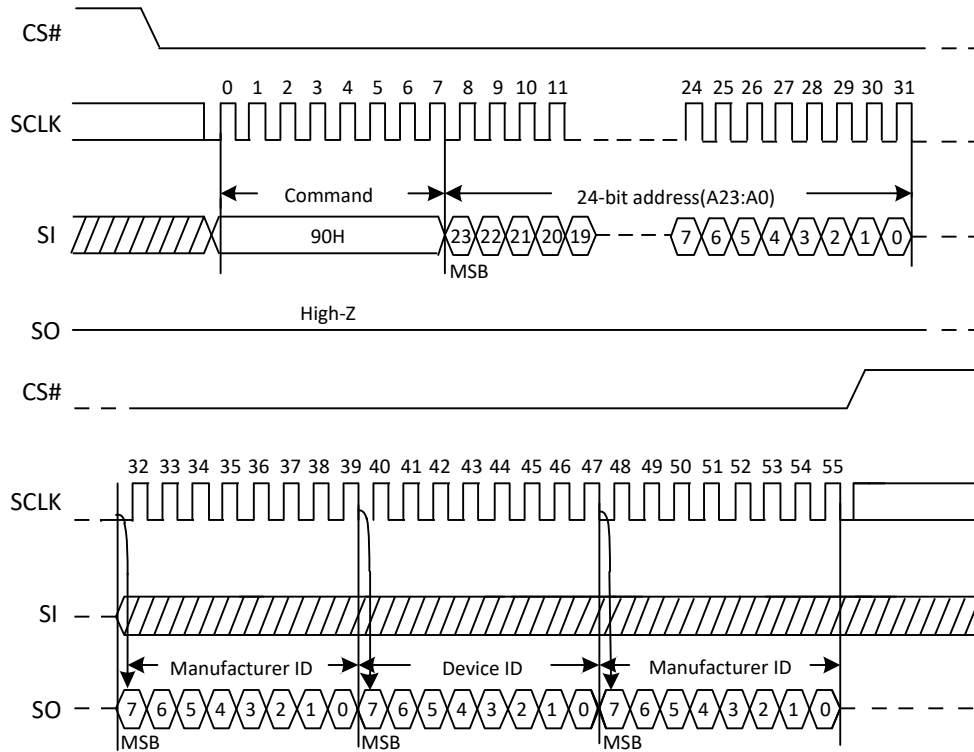 CS#
0 1 2 3 4 5 6 7 8 9 10 11 24 25 26 27 28 29 30 31
SCLK
Command 24-bit address(A23:A0)
SI 90H 23 22 21 20 19 7 6 5 4 3 2 1 0
MSB
High-Z
SO
CS#
32 33 34 35 36 37 38 39 40 41 42 43 44 45 46 47 48 49 50 51 52 53 54 55
SCLK
SI
Manufacturer ID Device ID Manufacturer ID
SO 7 6 5 4 3 2 1 0 7 6 5 4 3 2 1 0 7 6 5 4 3 2 1 0
MSB MSB MSB